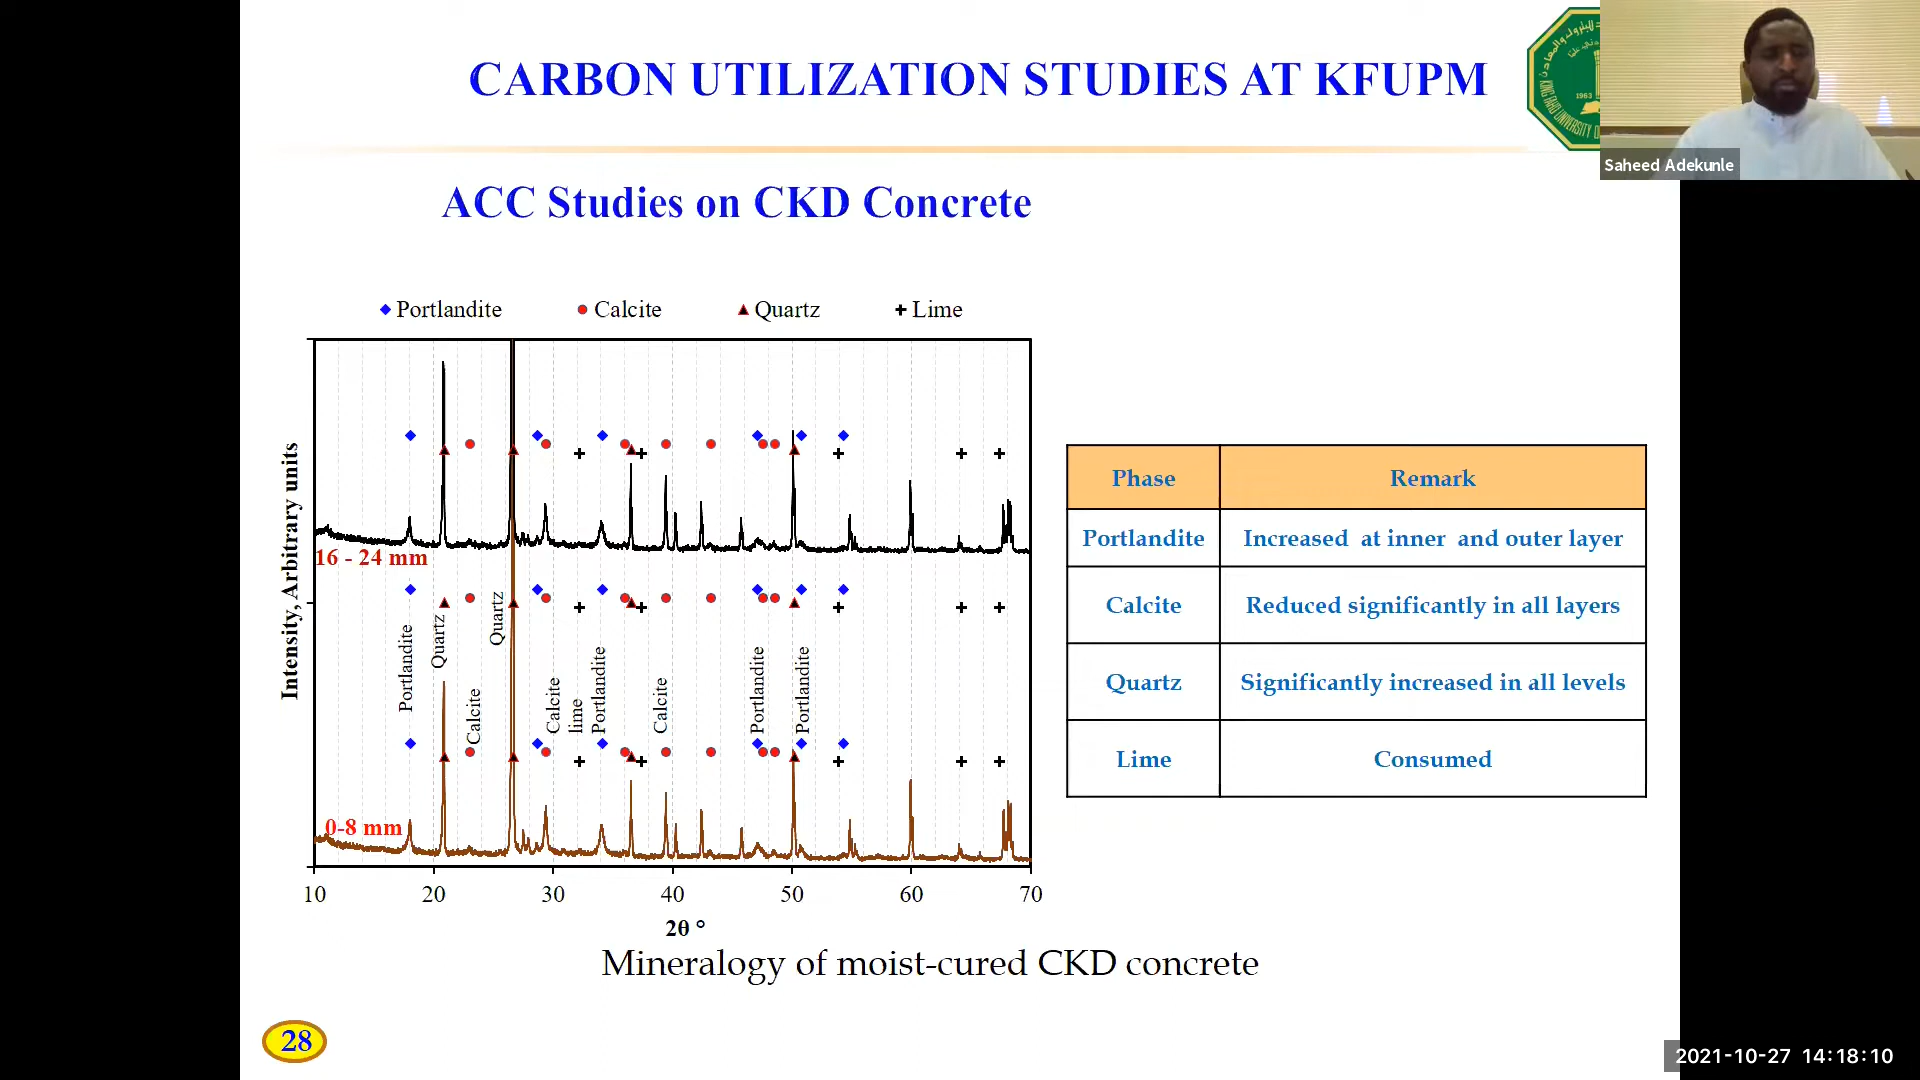 CARBON UTILIZATION STUDIES AT KFUPM
1963
Saheed Adekunle
ACC Studies on CKD Concrete
Portlandite
Calcite
Quartz
Lime
Intensity, Arbitrary units
16 - 24 mm
Portlandite
Quartz
Calcite
Quartz
Calcite
lime
Portlandite
Calcite
Portlandite
Portlandite
0-8 mm
10 20 30 40 50 60 70
2θ °
Phase Remark
Portlandite Increased at inner and outer layer
Calcite Reduced significantly in all layers
Quartz Significantly increased in all levels
Lime Consumed
Mineralogy of moist-cured CKD concrete
28
2021-10-27 14:18:10